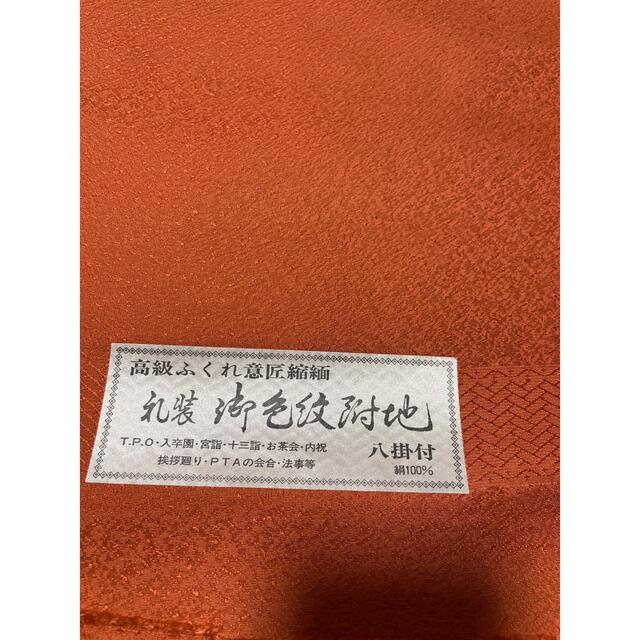 高級ふくれ意匠縮緬
礼装 御色紋附地
T.P.O・入卒園・宮詣・十三詣・お茶会・内祝
挨拶廻り・PTAの会合・法事等
八掛付
絹100%